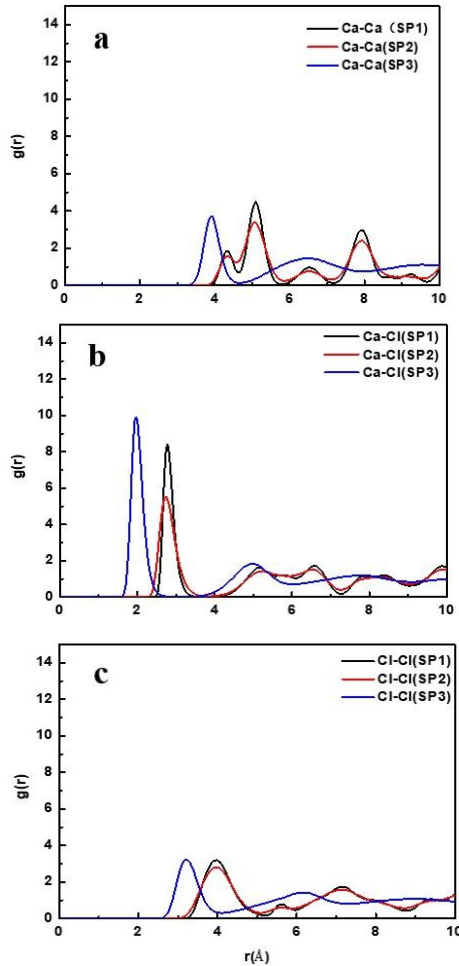 a
Ca-Ca（SP1)
Ca-Ca(SP2)
Ca-Ca(SP3)
g(r)
14
12
10
8
6
4
2
0
0 2 4 6 8 10
b
Ca-Cl(SP1)
Ca-Cl(SP2)
Ca-Cl(SP3)
g(r)
14
12
10
8
6
4
2
0
0 2 4 6 8 10
c
Cl-Cl(SP1)
Cl-Cl(SP2)
Cl-Cl(SP3)
g(r)
14
12
10
8
6
4
2
0
0 2 4 6 8 10
r(Å)